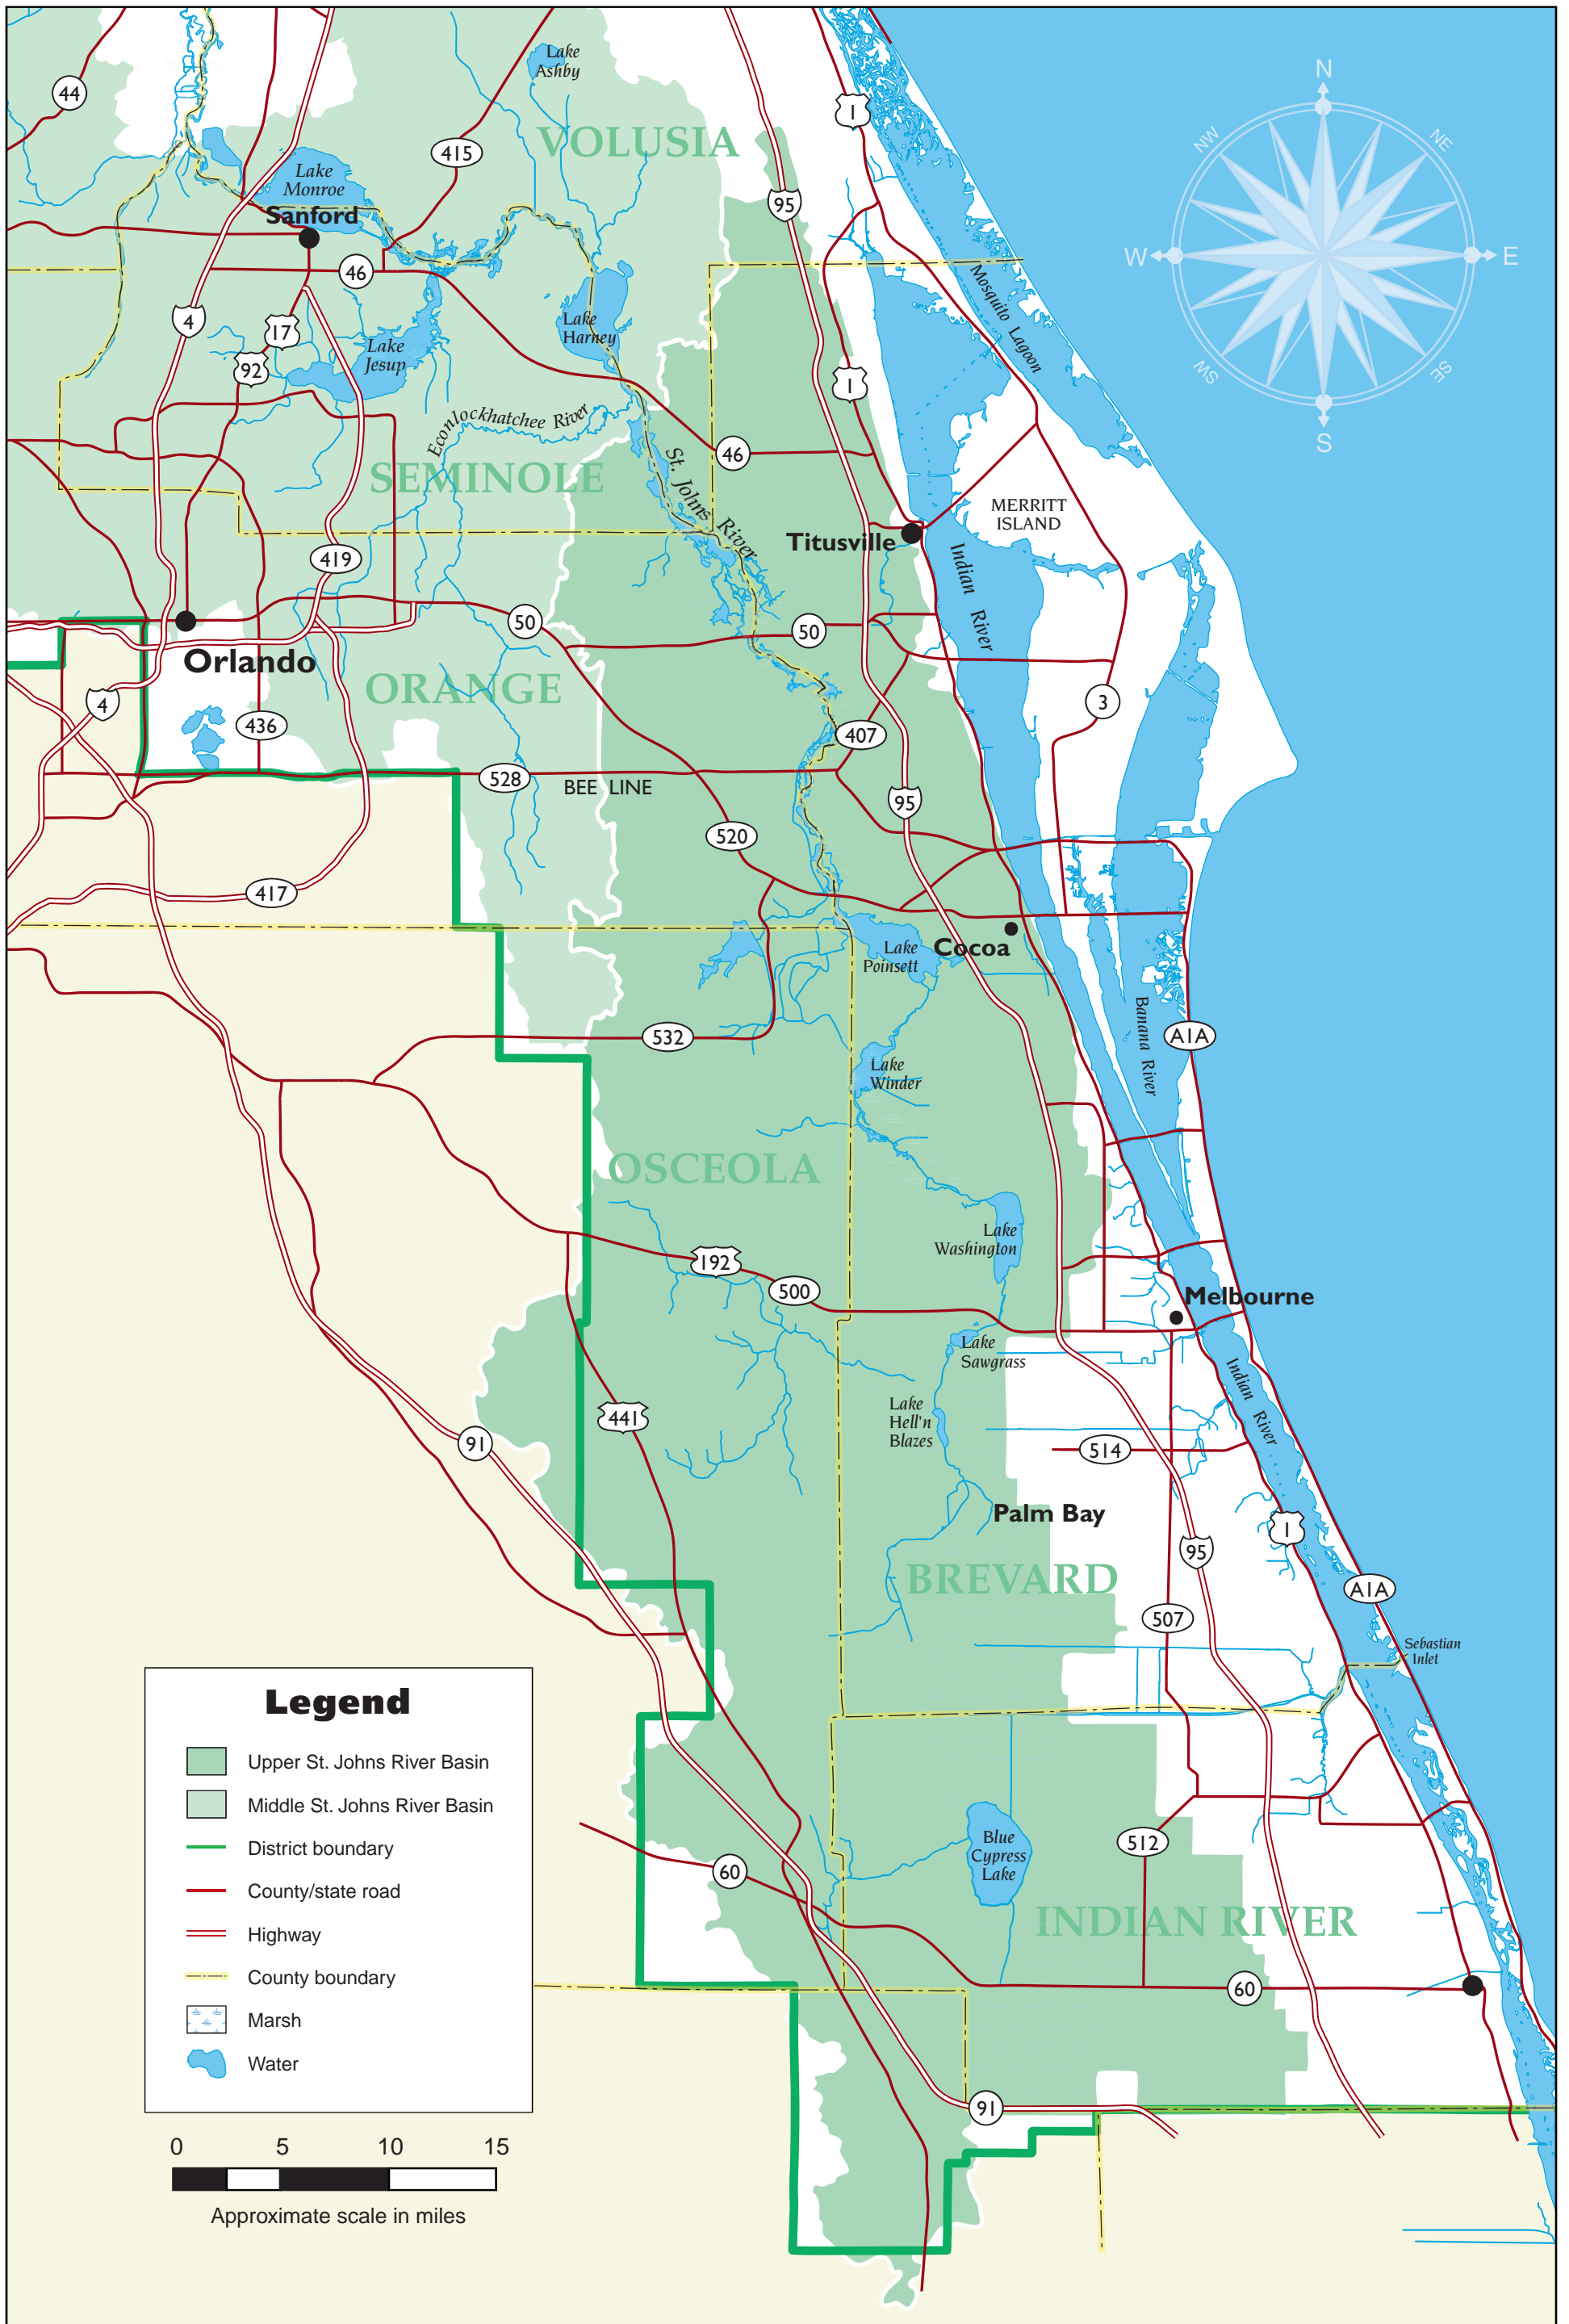 Lake
Ashby
44
1
VOLUSIA
415
N
NW
NE
W
E
SW
SE
S
Lake
Monroe
Sanford
95
46
Mosquito Lagoon
4
17
92
Lake
Jesup
Lake
Harney
1
Econlockhatchee River
46
St. Johns River
SEMINOLE
MERRITT
ISLAND
Titusville
419
Indian River
50
50
Orlando
ORANGE
4
436
3
407
528
BEE LINE
95
520
417
Cocoa
Lake
Poinsett
Banana River
A1A
532
Lake
Winder
OSCEOLA
Lake
Washington
192
500
Melbourne
Lake
Sawgrass
Indian River
Lake
Hell'n
Blazes
441
91
514
Palm Bay
1
95
BREVARD
A1A
507
Sebastian
Inlet
Legend
Upper St. Johns River Basin
Middle St. Johns River Basin
District boundary
County/state road
Highway
County boundary
Marsh
Water
Blue
Cypress
Lake
512
60
INDIAN RIVER
60
91
0 5 10 15
Approximate scale in miles